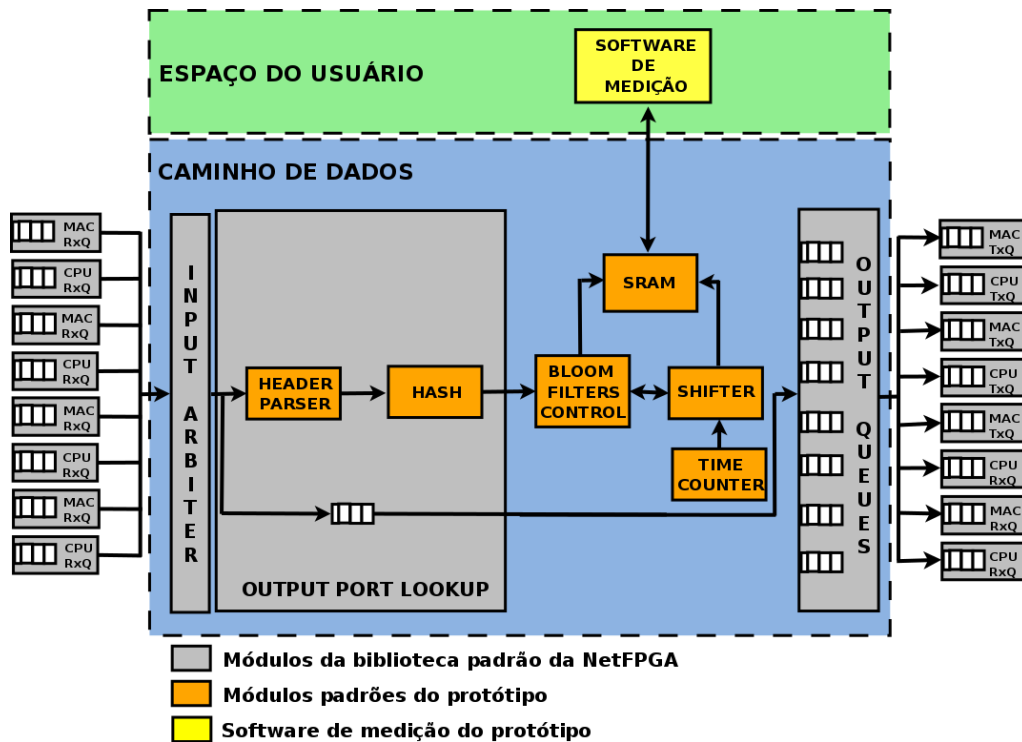 SOFTWARE
DE
MEDIÇÃO
ESPAÇO DO USUÁRIO
CAMINHO DE DADOS
MAC
RxQ
CPU
RxQ
MAC
RxQ
CPU
RxQ
MAC
RxQ
CPU
RxQ
MAC
RxQ
CPU
RxQ
INPUT ARBITER
HEADER
PARSER
HASH
OUTPUT PORT LOOKUP
BLOOM
FILTERS
CONTROL
SRAM
SHIFTER
TIME
COUNTER
OUTPUT QUEUES
MAC
TxQ
CPU
TxQ
MAC
TxQ
CPU
TxQ
MAC
TxQ
CPU
RxQ
MAC
RxQ
CPU
RxQ
Módulos da biblioteca padrão da NetFPGA
Módulos padrões do protótipo
Software de medição do protótipo